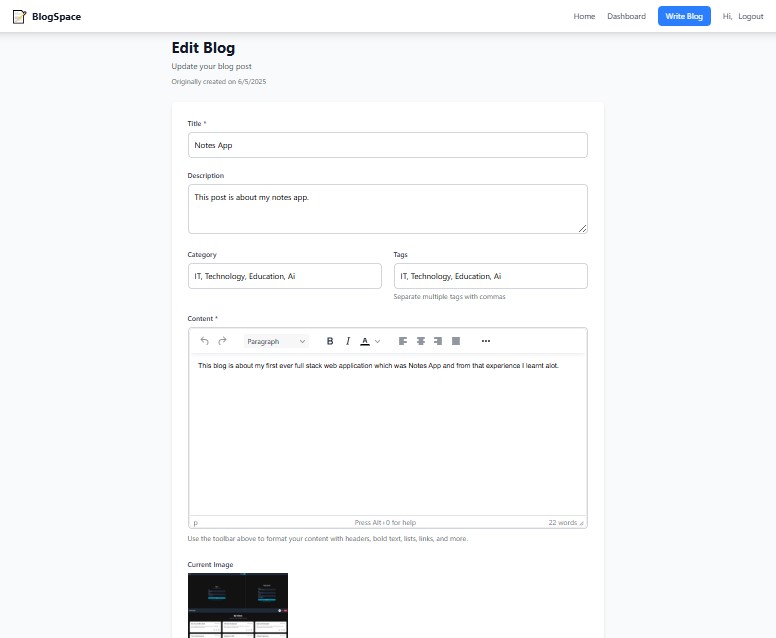 BlogSpace
Home Dashboard Write Blog Hi, Logout
Edit Blog
Update your blog post
Originally created on 6/5/2025
Title *
Notes App
Description
This post is about my notes app.
Category Tags
IT, Technology, Education, Ai IT, Technology, Education, Ai
Separate multiple tags with commas
Content *
Paragraph B I A ...
This blog is about my first ever full stack web application which was Notes App and from that experience I learnt alot.
p Press Alt+0 for help 22 words
Use the toolbar above to format your content with headers, bold text, lists, links, and more.
Current Image